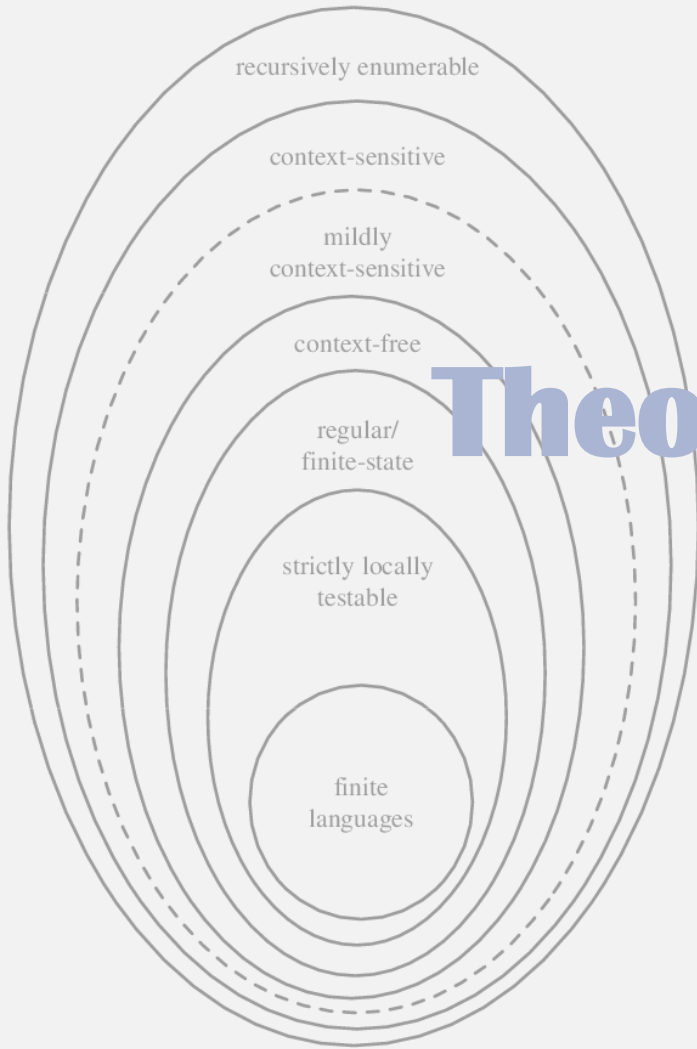 recursively enumerable
context-sensitive
mildly
context-sensitive
context-free
Theo
regular/
finite-state
strictly locally
testable
finite
languages